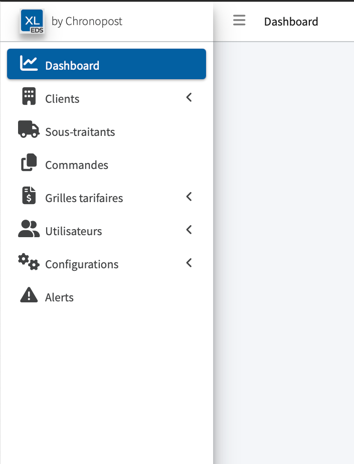 XL
EDS
by Chronopost
Dashboard
Dashboard
Clients
Sous-traitants
Commandes
Grilles tarifaires
Utilisateurs
Configurations
Alerts